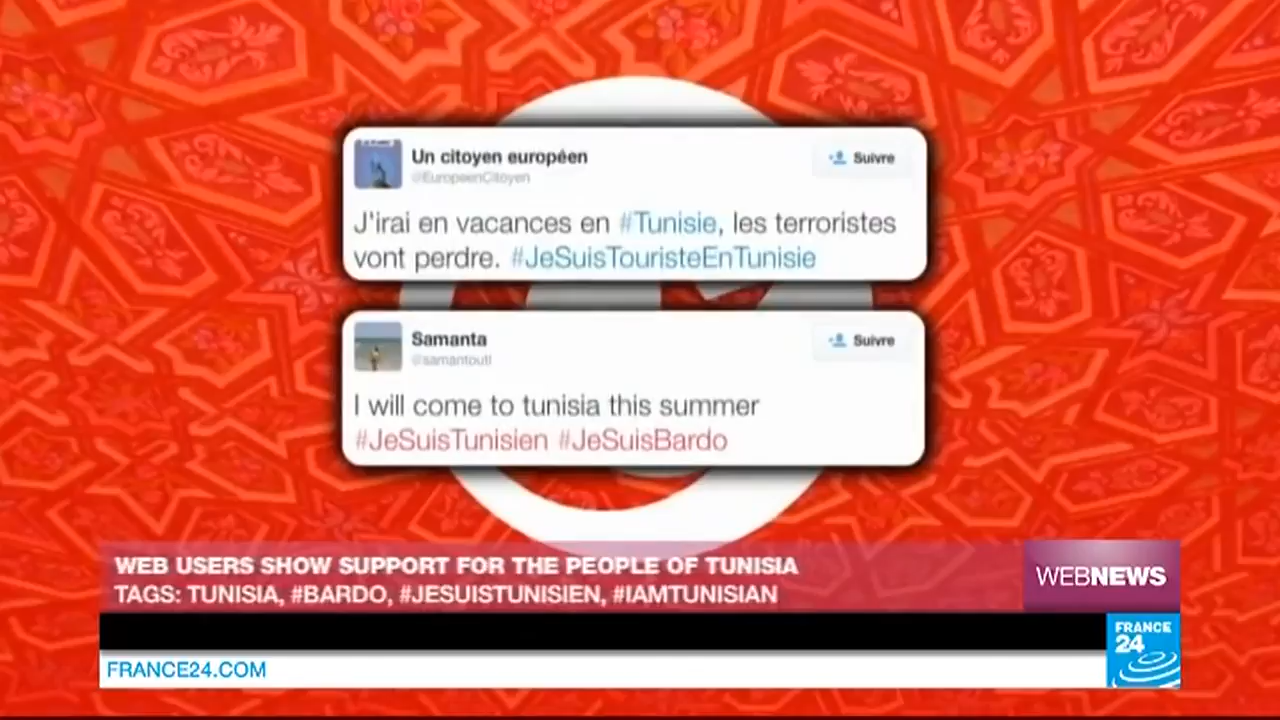 Un citoyen européen
@EuropeenCitoyen
Suivre
J'irai en vacances en #Tunisie, les terroristes
vont perdre. #JeSuisTouristeEnTunisie
Samanta
@samantoutl
Suivre
I will come to tunisia this summer
#JeSuisTunisien #JeSuisBardo
WEB USERS SHOW SUPPORT FOR THE PEOPLE OF TUNISIA
TAGS: TUNISIA, #BARDO, #JESUISTUNISIEN, #IAMTUNISIAN
WEBNEWS
FRANCE
24
FRANCE24.COM